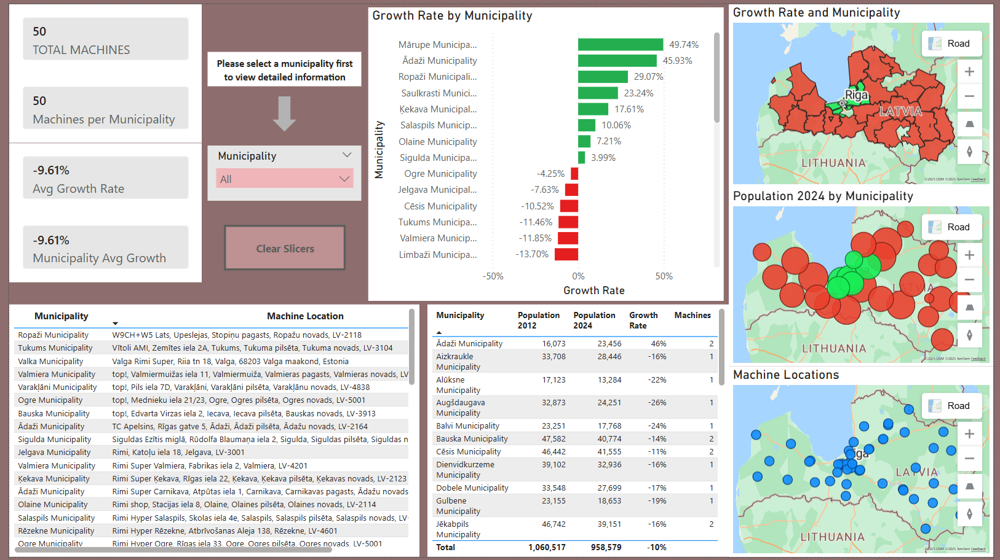 50
TOTAL MACHINES
50
Machines per Municipality
-9.61%
Avg Growth Rate
-9.61%
Municipality Avg Growth
Please select a municipality first
to view detailed information
Municipality
All
Clear Slicers
Growth Rate by Municipality
Municipality
Mārupe Municipa... 49.74%
Ādaži Municipality 45.93%
Ropaži Municipali... 29.07%
Saulkrasti Munici... 23.24%
Ķekava Municipal... 17.61%
Salaspils Municip... 10.06%
Olaine Municipality 7.21%
Sigulda Municipa... 3.99%
Ogre Municipality -4.25%
Jelgava Municipal... -7.63%
Cēsis Municipality -10.52%
Tukums Municipa... -11.46%
Valmiera Municip... -11.85%
Limbaži Municipa... -13.70%
-50% 0% 50%
Growth Rate
Growth Rate and Municipality
Road
Riga
LATVIA
LITHUANIA
©2025 OSM ©2025 TomTom Feedback
Population 2024 by Municipality
Road
LATVIA
LITHUANIA
©2025 OSM ©2025 TomTom Feedback
Machine Locations
Road
iga
LATVIA
LITHUANIA
©2025 OSM ©2025 TomTom Feedback
Municipality Machine Location
Ropaži Municipality W9CH+W5 Lats, Upeslejas, Stopiņu pagasts, Ropažu novads, LV-2118
Tukums Municipality Vītoli AMI, Zemītes iela 2A, Tukums, Tukuma pilsēta, Tukuma novads, LV-3104
Valka Municipality Valga Rimi Super, Riia tn 18, Valga, 68203 Valga maakond, Estonia
Valmiera Municipality top!, Valmiermuižas iela 11, Valmiermuiža, Valmieras pagasts, Valmieras novads, LV
Varakļāni Municipality top!, Pils iela 7D, Varakļāni, Varakļāni pilsēta, Varakļānu novads, LV-4838
Ogre Municipality top!, Mednieku iela 21/23, Ogre, Ogres pilsēta, Ogres novads, LV-5001
Bauska Municipality top!, Edvarta Virzas iela 2, Iecava, Iecava pilsēta, Bauskas novads, LV-3913
Ādaži Municipality TC Apelsins, Rīgas gatve 5, Ādaži, Ādaži pilsēta, Ādažu novads, LV-2164
Sigulda Municipality Siguldas Ezītis miglā, Rūdolfa Blaumaņa iela 2, Sigulda, Siguldas pilsēta, Siguldas n
Jelgava Municipality Rimi, Katoļu iela 18, Jelgava, LV-3001
Valmiera Municipality Rimi Super Valmiera, Fabrikas iela 2, Valmiera, LV-4201
Ķekava Municipality Rimi Super Ķekava, Rīgas iela 22, Ķekava, Ķekava pilsēta, Ķekavas novads, LV-2123
Ādaži Municipality Rimi Super Carnikava, Atpūtas iela 1, Carnikava, Carnikavas pagasts, Ādažu novads
Olaine Municipality Rimi shop, Stacijas iela 8, Olaine, Olaines pilsēta, Olaines novads, LV-2114
Salaspils Municipality Rimi Hyper Salaspils, Skolas iela 4e, Salaspils, Salaspils pilsēta, Salaspils novads, LV-
Rēzekne Municipality Rimi Hyper Rēzekne, Atbrīvošanas Aleja 138, Rēzekne, LV-4601
Ogre Municipality Rimi Hyper Ogre, Rīgas iela 33, Ogre, Ogres pilsēta, Ogres novads, LV-5001
Municipality Population Population Growth Machines
2012 2024 Rate
Ādaži Municipality 16,073 23,456 46% 2
Aizkraukle 33,708 28,446 -16% 1
Municipality
Alūksne 17,123 13,284 -22% 1
Municipality
Augšdaugava 32,873 24,251 -26% 1
Municipality
Balvi Municipality 23,251 17,768 -24% 1
Bauska Municipality 47,582 40,774 -14% 2
Cēsis Municipality 46,442 41,555 -11% 2
Dienvidkurzeme 39,102 32,936 -16% 1
Municipality
Dobele Municipality 33,548 27,699 -17% 1
Gulbene 23,155 18,653 -19% 1
Municipality
Jēkabpils 46,742 39,151 -16% 2
Municipality
Total 1,060,517 958,579 -10%